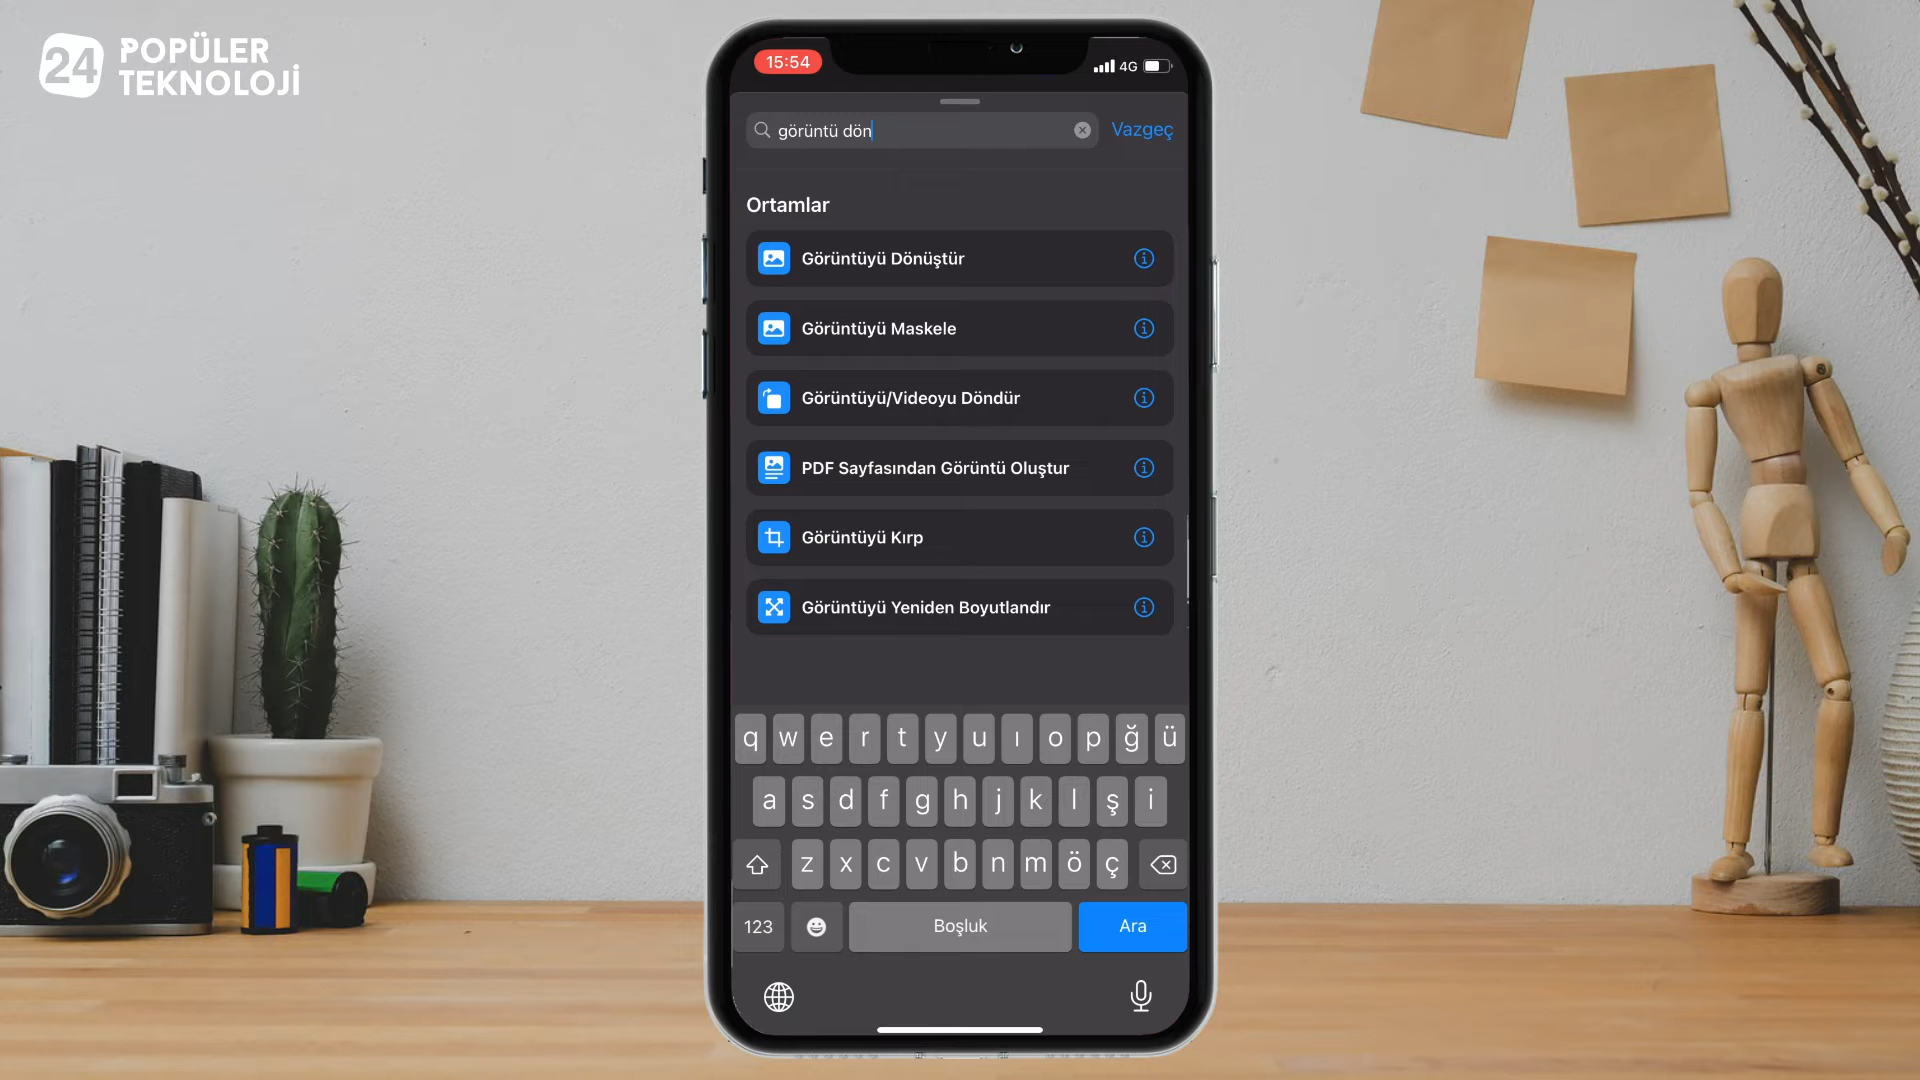 24 POPÜLER
TEKNOLOJİ
15:54
4G
görüntü dön
Vazgeç
Ortamlar
Görüntüyü Dönüştür
Görüntüyü Maskele
Görüntüyü/Videoyu Döndür
PDF Sayfasından Görüntü Oluştur
Görüntüyü Kırp
Görüntüyü Yeniden Boyutlandır
q w e r t y u ı o p ğ ü
a s d f g h j k l ş i
z x c v b n m ö ç
123 Boşluk Ara